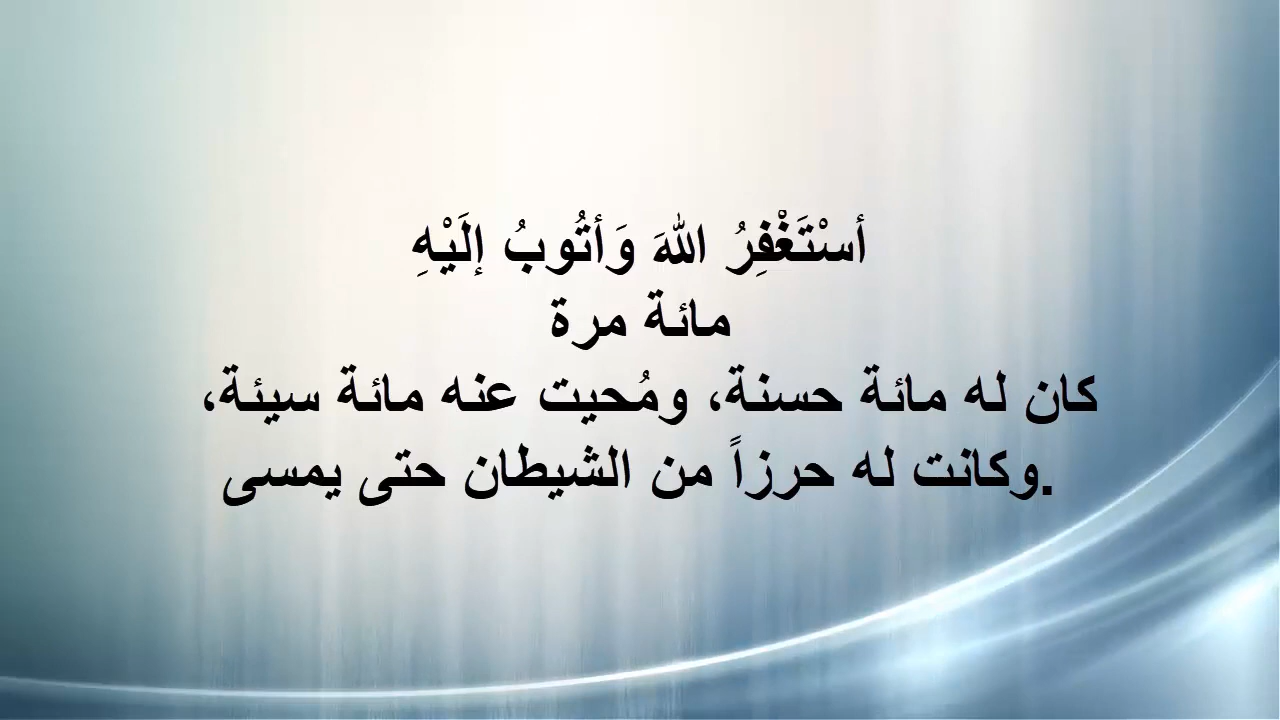 أسْتَغْفِرُ اللهَ وَأتُوبُ إلَيْهِ
مائة مرة
كان له مائة حسنة، ومُحيت عنه مائة سيئة،
.وكانت له حرزاً من الشيطان حتى يمسى